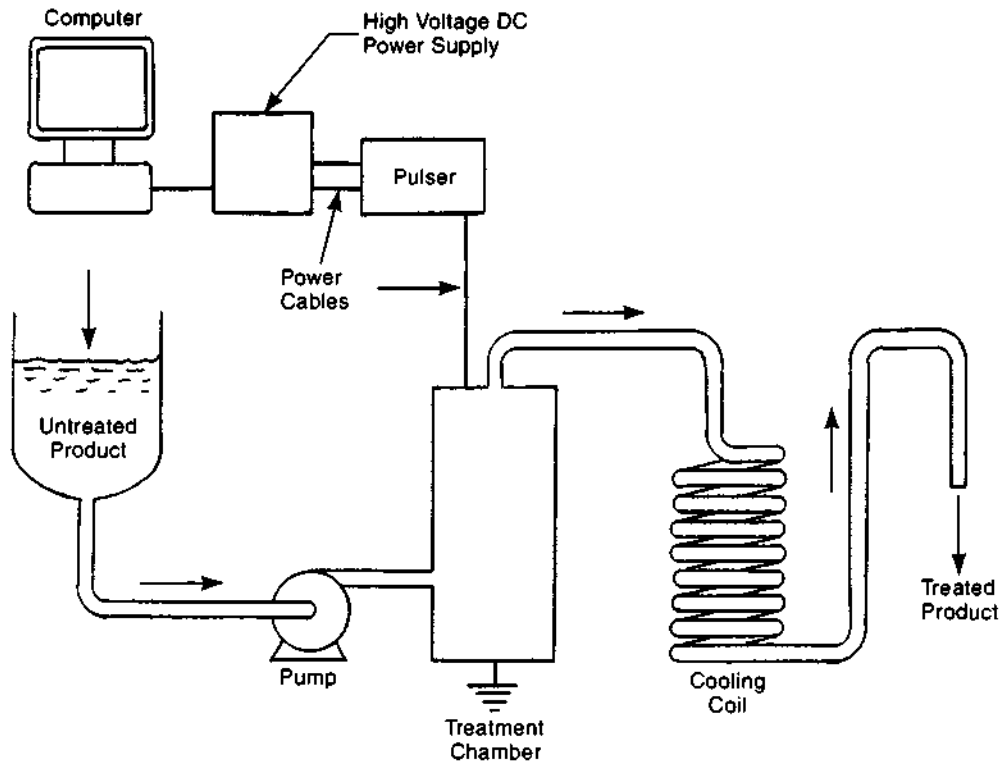 Computer
High Voltage DC
Power Supply
Pulser
Power
Cables
Untreated
Product
Pump
Treatment
Chamber
Cooling
Coil
Treated
Product